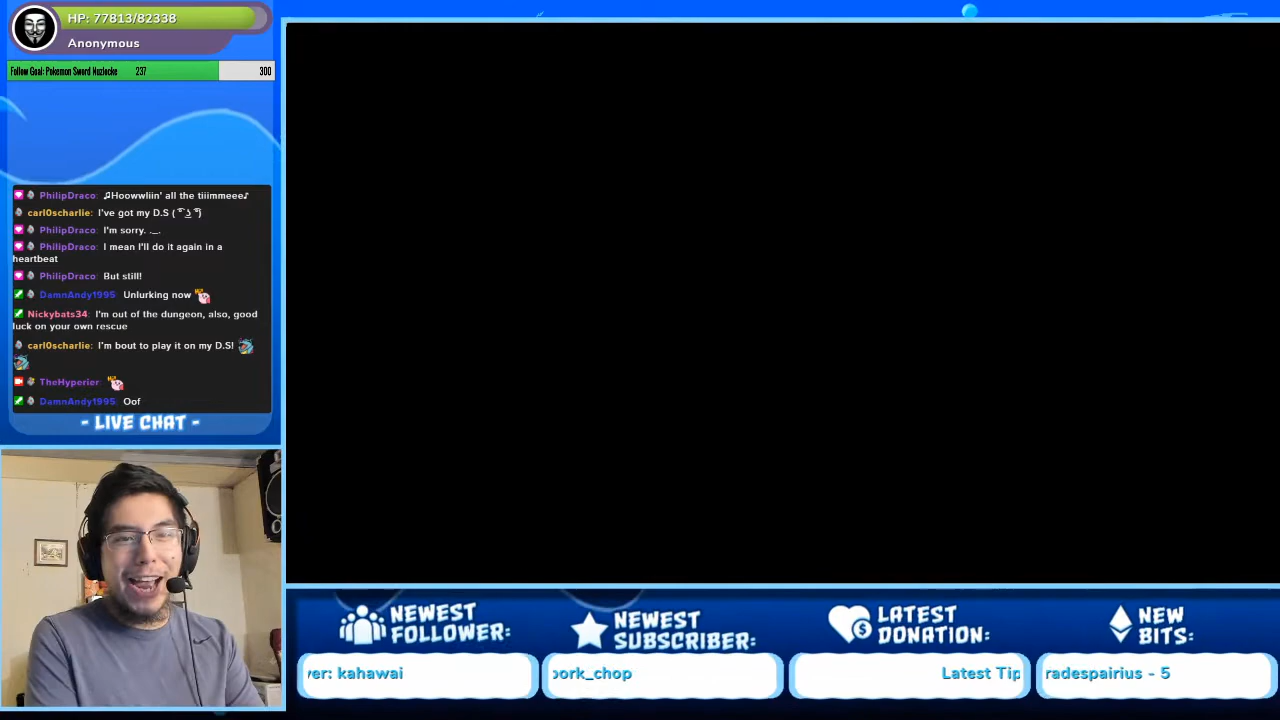 HP: 77813/82338
Anonymous
Follow Goal: Pokemon Sword Nuzlocke 237 300
PhilipDraco: ♫Hoowwliin' all the tiiimmeee♪
carl0scharlie: I've got my D.S ( ͡° ͜ʖ ͡°)
PhilipDraco: I'm sorry. ._.
PhilipDraco: I mean I'll do it again in a
heartbeat
PhilipDraco: But still!
DamnAndy1995: Unlurking now
Nickybats34: I'm out of the dungeon, also, good
luck on your own rescue
carl0scharlie: I'm bout to play it on my D.S!
TheHyperier:
DamnAndy1995: Oof
- LIVE CHAT -
NEWEST
FOLLOWER:
ver: kahawai
NEWEST
SUBSCRIBER:
pork_chop
LATEST
DONATION:
Latest Tip
NEW
BITS:
radespairius - 5